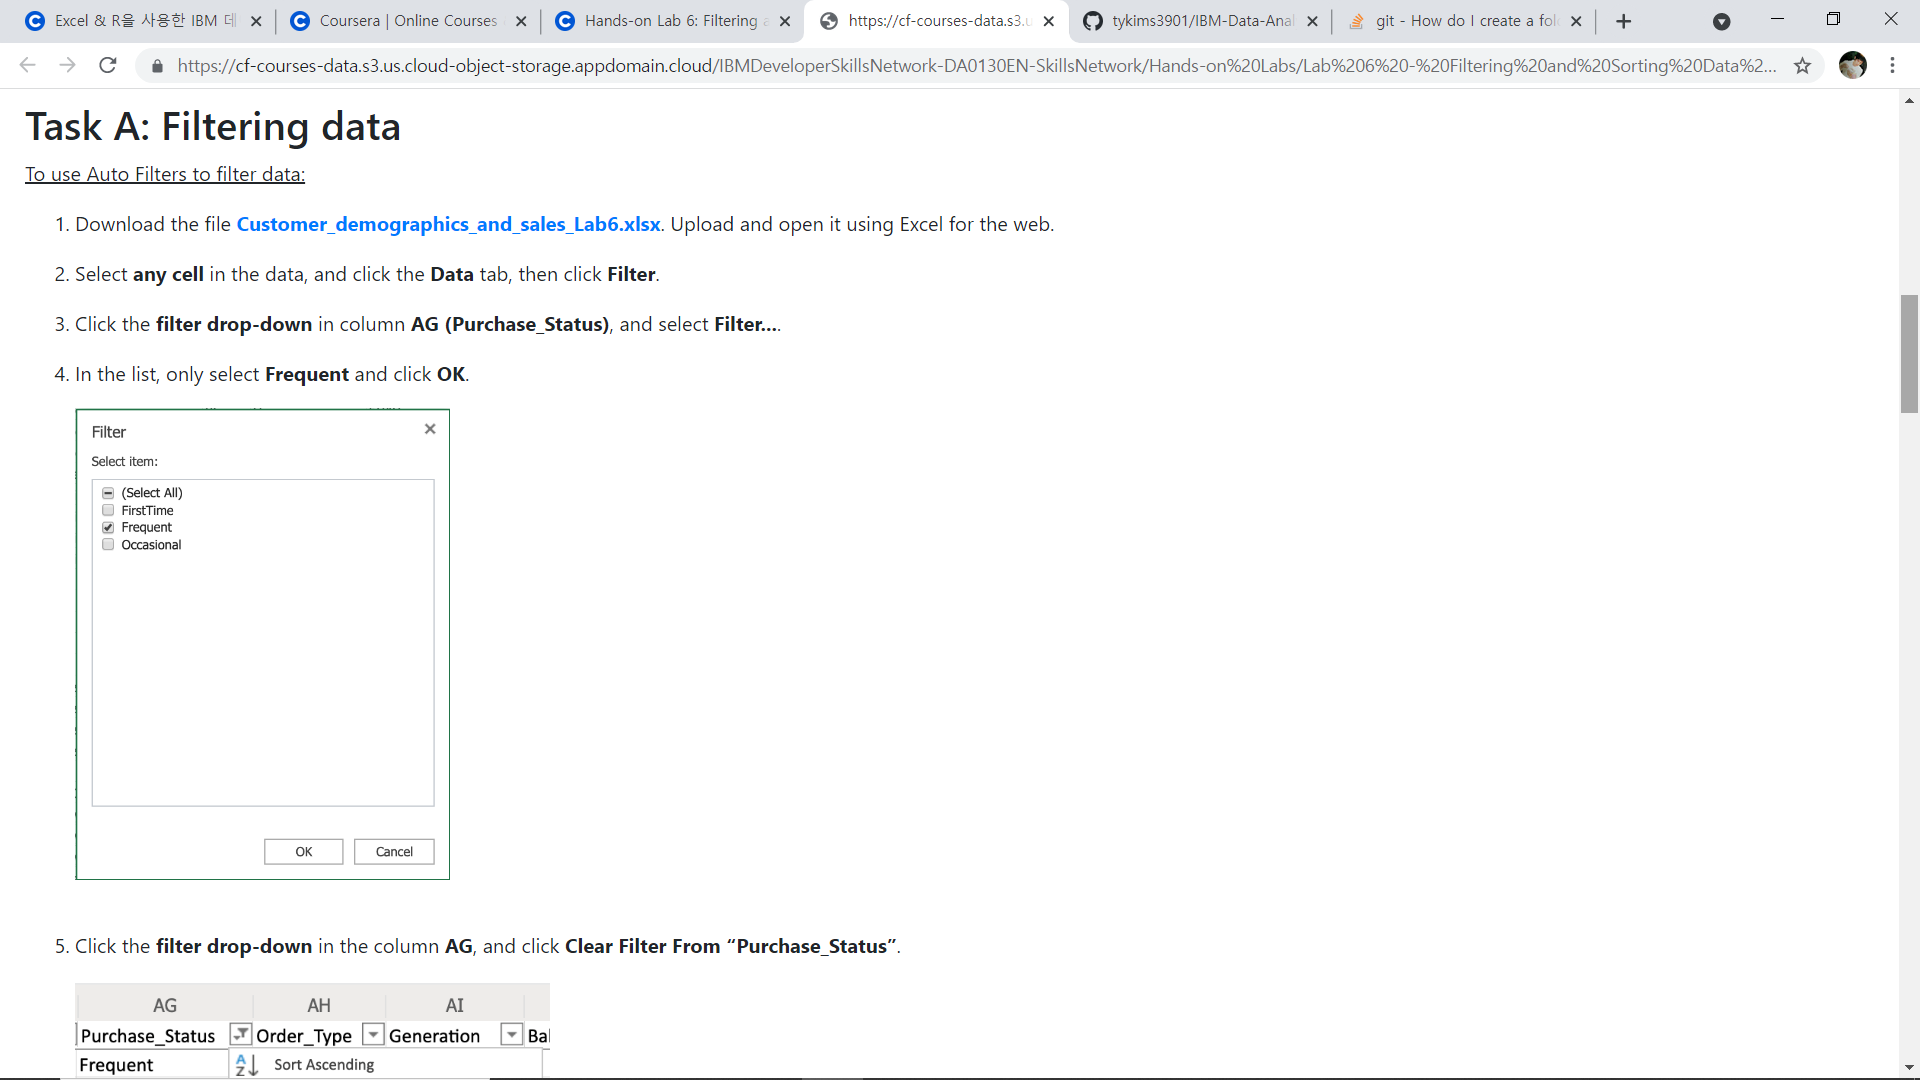 Excel & R을 사용한 IBM 데
Coursera | Online Courses
Hands-on Lab 6: Filtering a
https://cf-courses-data.s3.u
tykims3901/IBM-Data-Anal
git - How do I create a fol
https://cf-courses-data.s3.us.cloud-object-storage.appdomain.cloud/IBMDeveloperSkillsNetwork-DA0130EN-SkillsNetwork/Hands-on%20Labs/Lab%206%20-%20Filtering%20and%20Sorting%20Data%2...
Task A: Filtering data
To use Auto Filters to filter data:
1. Download the file Customer_demographics_and_sales_Lab6.xlsx. Upload and open it using Excel for the web.
2. Select any cell in the data, and click the Data tab, then click Filter.
3. Click the filter drop-down in column AG (Purchase_Status), and select Filter....
4. In the list, only select Frequent and click OK.
Filter
Select item:
(Select All)
FirstTime
Frequent
Occasional
OK Cancel
5. Click the filter drop-down in the column AG, and click Clear Filter From “Purchase_Status”.
AG AH AI
Purchase_Status Order_Type Generation Bal
Frequent Sort Ascending